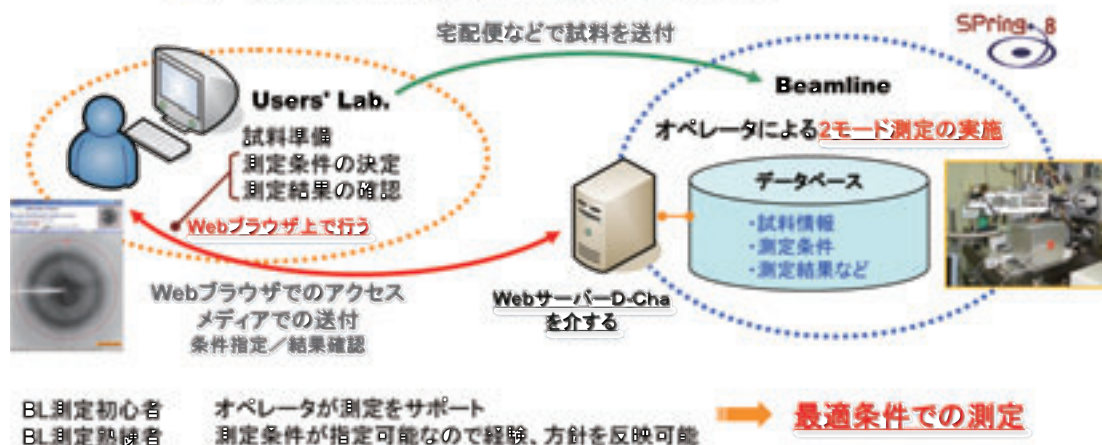 宅配便などで試料を送付
SPring-8
Users' Lab.
試料準備
測定条件の決定
測定結果の確認
Webブラウザ上で行う
Beamline
オペレータによる2モード測定の実施
データベース
・試料情報
・測定条件
・測定結果など
Webブラウザでのアクセス
メディアでの送付
条件指定/結果確認
WebサーバーD-Cha
を介する
BL測定初心者 オペレータが測定をサポート
BL測定熟練者 測定条件が指定可能なので経験、方針を反映可能
最適条件での測定